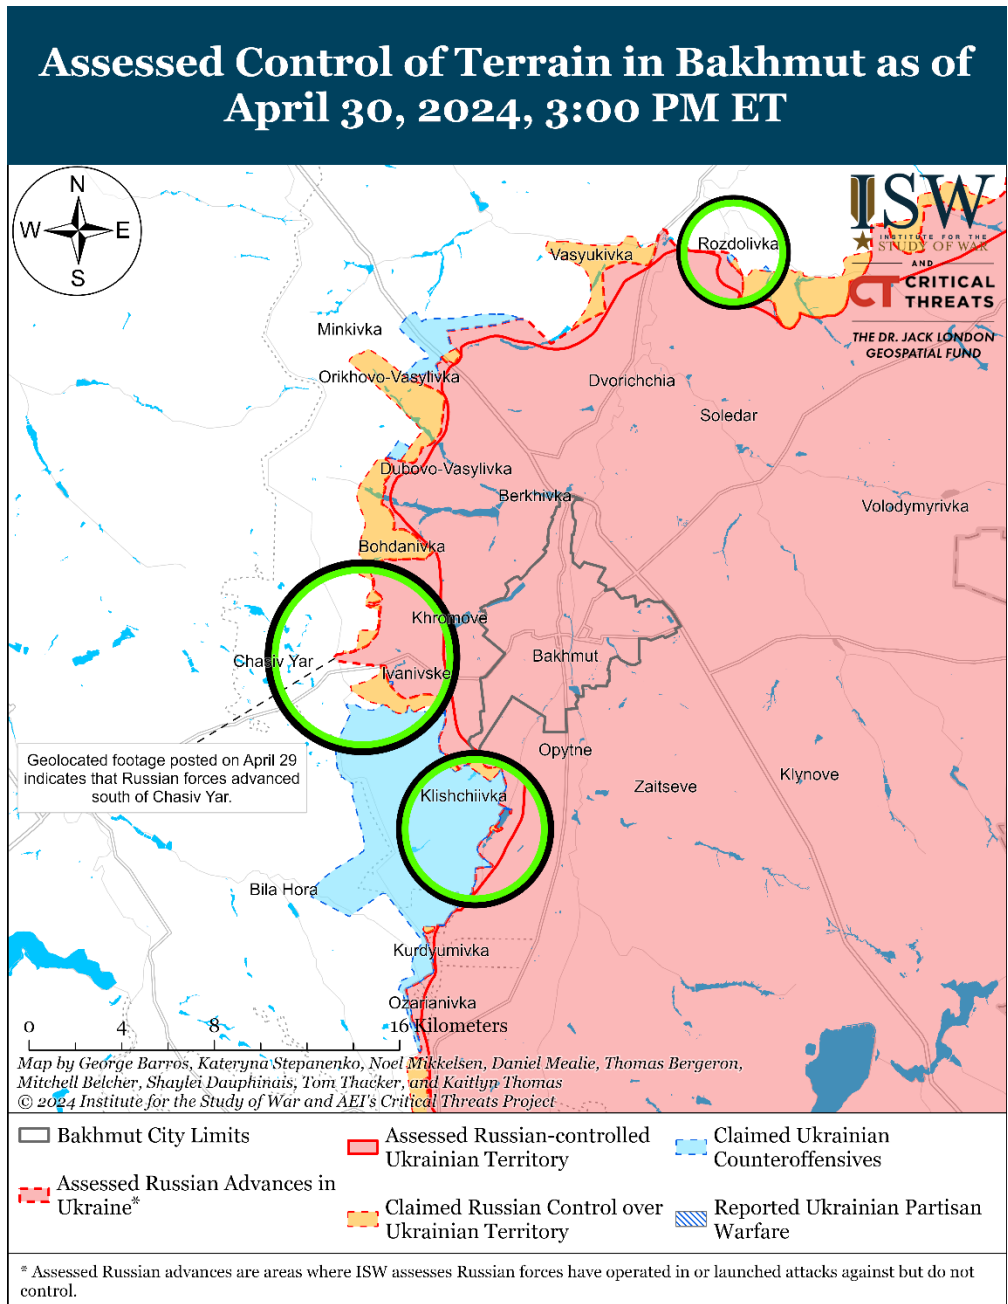 Assessed Control of Terrain in Bakhmut as of
April 30, 2024, 3:00 PM ET
N
W
E
S
ISW
INSTITUTE FOR THE
STUDY OF WAR
AND
CT CRITICAL
THREATS
THE DR. JACK LONDON
GEOSPATIAL FUND
Rozdolivka
Vasyukivka
Minkivka
Orikhovo-Vasylivka
Dvorichchia
Soledar
Dubovo-Vasylivka
Berkhivka
Volodymyrivka
Bohdanivka
Khromove
Chasiv Yar
Ivanivske
Bakhmut
Opytne
Geolocated footage posted on April 29
indicates that Russian forces advanced
south of Chasiv Yar.
Klishchiivka
Zaitseve
Klynove
Bila Hora
Kurdyumivka
Ozarianivka
0
4
8
16 Kilometers
Map by George Barros, Kateryna Stepanenko, Noel Mikkelsen, Daniel Mealie, Thomas Bergeron,
Mitchell Belcher, Shaylei Dauphinais, Tom Thacker, and Kaitlyn Thomas
© 2024 Institute for the Study of War and AEI's Critical Threats Project
Bakhmut City Limits
Assessed Russian Advances in
Ukraine*
Assessed Russian-controlled
Ukrainian Territory
Claimed Russian Control over
Ukrainian Territory
Claimed Ukrainian
Counteroffensives
Reported Ukrainian Partisan
Warfare
* Assessed Russian advances are areas where ISW assesses Russian forces have operated in or launched attacks against but do not
control.